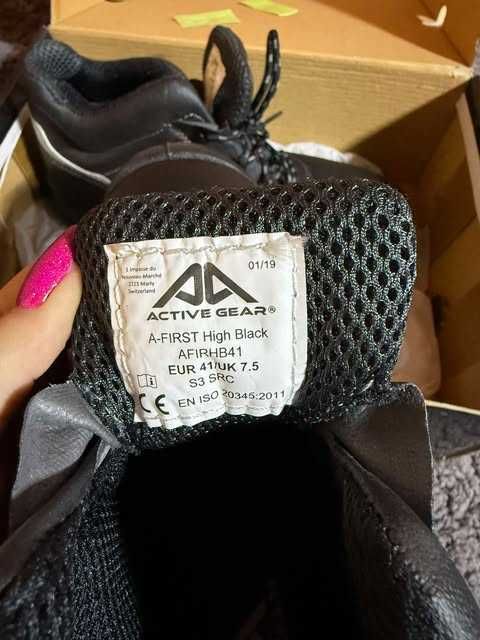 3 Impasse du
Nouveau-Marché
1723 Marly
Switzerland
01/19
ACTIVE GEAR®
A-FIRST High Black
AFIRHB41
EUR 41/UK 7.5
S3 SRC
CE EN ISO 20345:2011